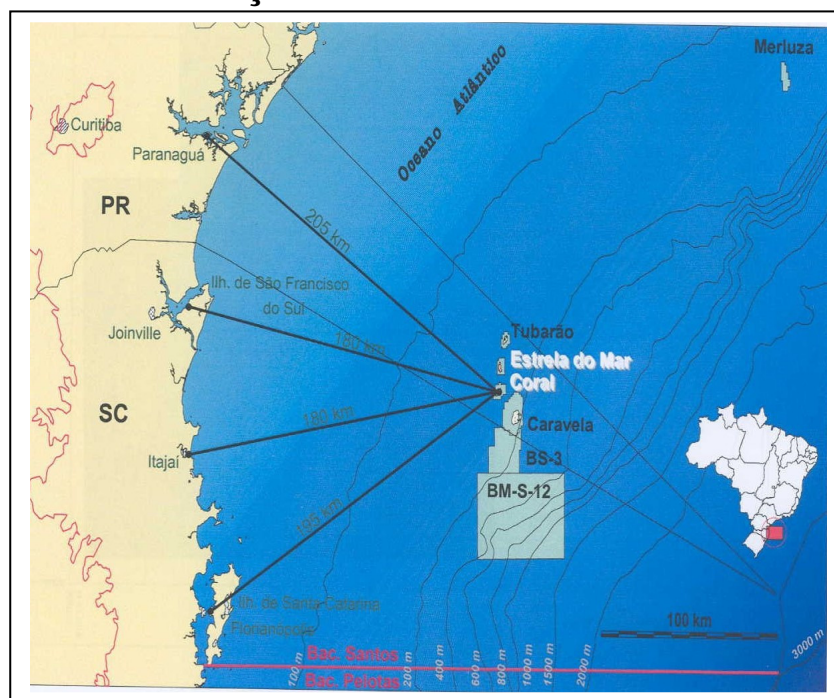 Merluza
Oceano Atlântico
Curitiba
Paranaguá
PR
205 km
Ilh. de São Francisco
do Sul
180 km
Joinville
Tubarão
Estrela do Mar
Coral
SC
180 km
Caravela
Itajaí
BS-3
BM-S-12
195 km
Ilh. de Santa Catarina
Florianópolis
100 km
Bac. Santos
Bac. Pelotas
100 m
200 m
400 m
600 m
800 m
1000 m
1500 m
2000 m
3000 m